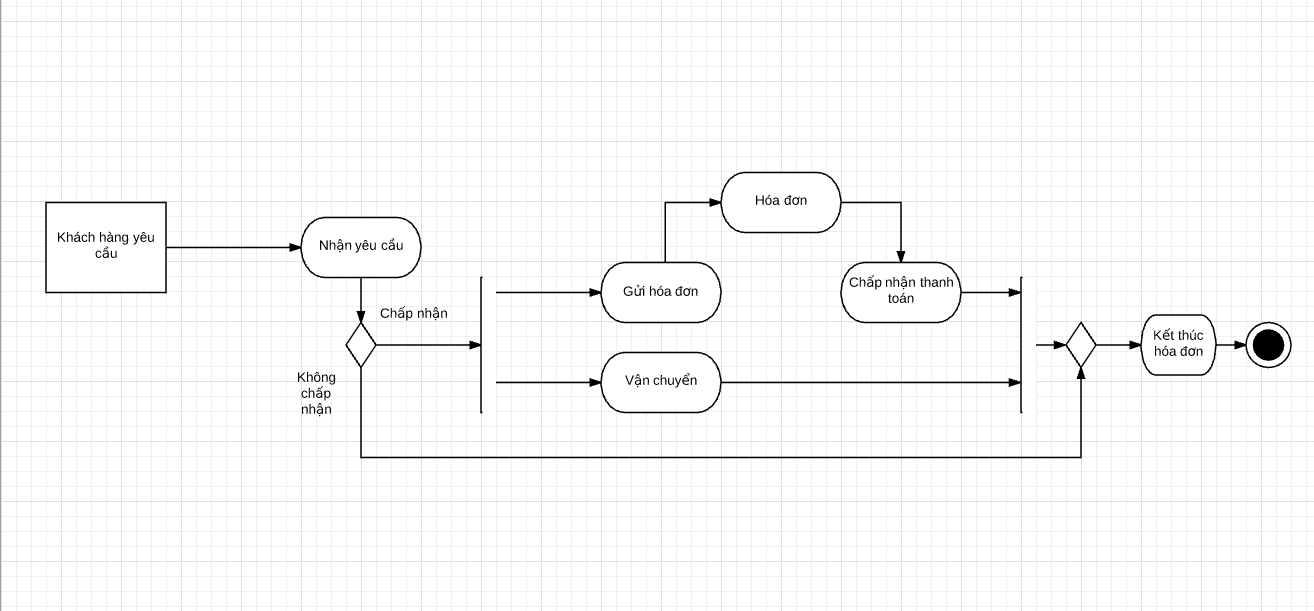 Khách hàng yêu
cầu
Nhận yêu cầu
Chấp nhận
Không
chấp
nhận
Gửi hóa đơn
Hóa đơn
Chấp nhận thanh
toán
Vận chuyển
Kết thúc
hóa đơn